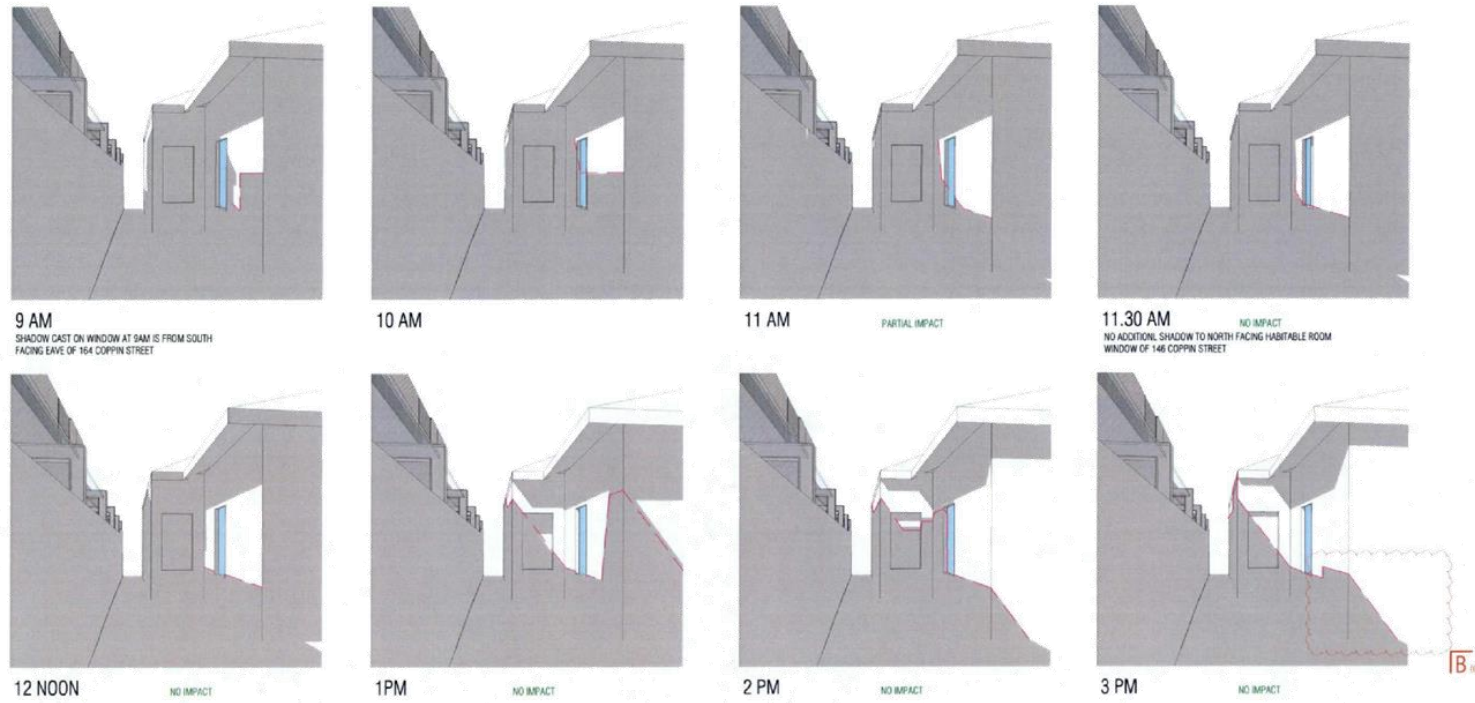 9 AM
SHADOW CAST ON WINDOW AT 9AM IS FROM SOUTH
FACING EAVE OF 164 COPPIN STREET
10 AM
11 AM
PARTIAL IMPACT
11.30 AM
NO IMPACT
NO ADDITIONL SHADOW TO NORTH FACING HABITABLE ROOM
WINDOW OF 146 COPPIN STREET
12 NOON
NO IMPACT
1PM
NO IMPACT
2 PM
NO IMPACT
3 PM
NO IMPACT
B